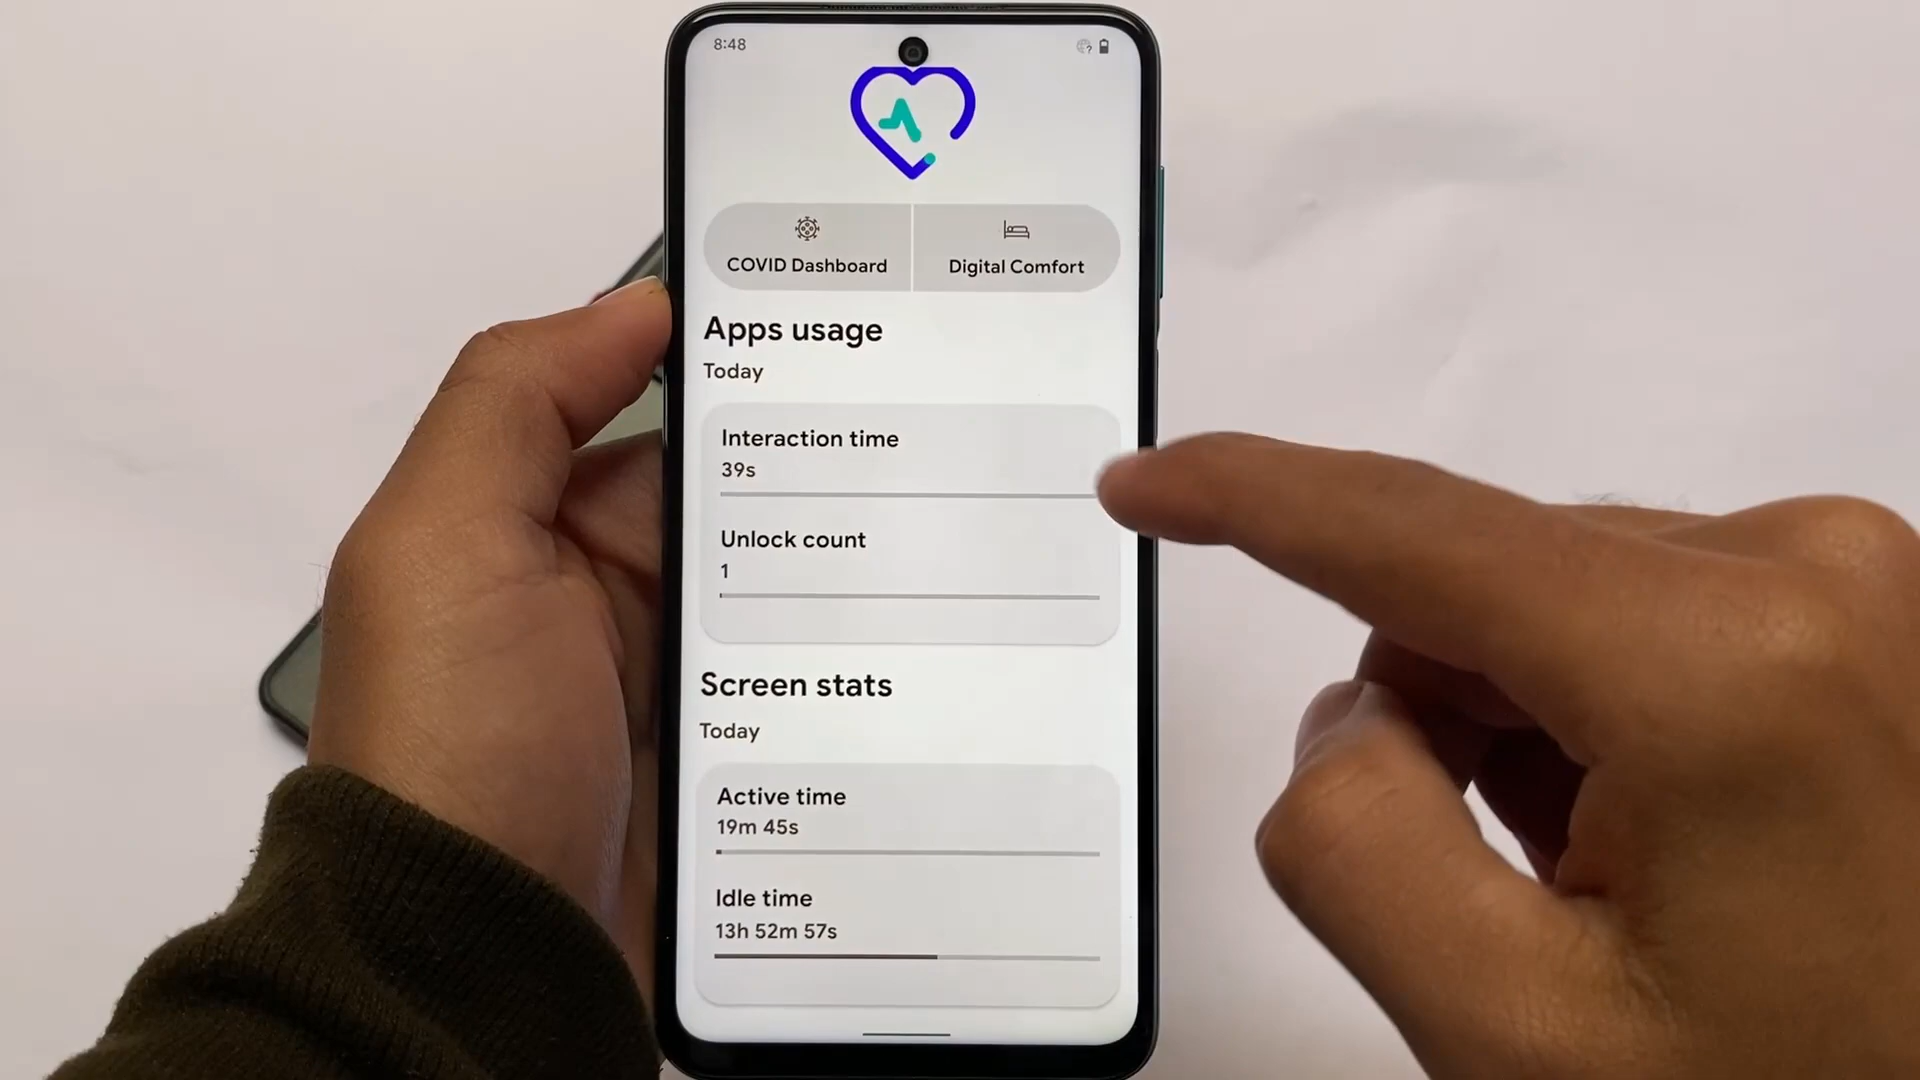 8:48
COVID Dashboard
Digital Comfort
Apps usage
Today
Interaction time
39s
Unlock count
1
Screen stats
Today
Active time
19m 45s
Idle time
13h 52m 57s